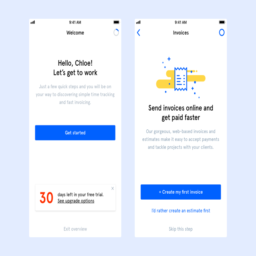 9:41 AM
Welcome
Hello, Chloe!
Let's get to work
Just a few quick steps and you will be on
your way to discovering simple time tracking
and fast invoicing.
Get started
30 days left in your free trial.
See upgrade options
Exit overview
9:41 AM
Invoices
Send invoices online and
get paid faster
Our gorgeous, web-based invoices and
estimates make it easy to accept payments
and tackle projects with your clients.
+ Create my first invoice
I'd rather create an estimate first
Skip this step